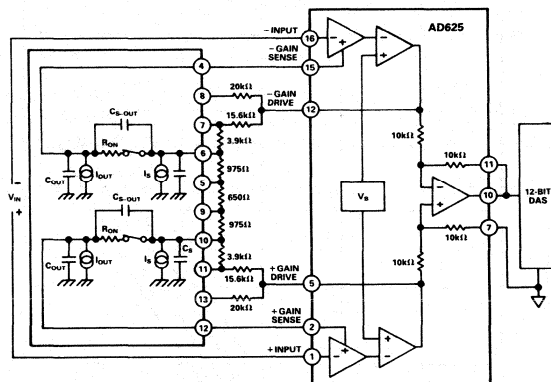 AD625
– INPUT
16
– GAIN SENSE
15
4
20kΩ
8
– GAIN DRIVE
12
15.6kΩ
7
3.9kΩ
10kΩ
CS-OUT
RON
6
975Ω
10kΩ
11
COUT
IOUT
IS
5
650Ω
VS
10
12-BIT DAS
– VIN +
9
CS-OUT
975Ω
7
RON
10
10kΩ
CS
COUT
IOUT
IS
3.9kΩ
10kΩ
+ GAIN DRIVE
11
15.6kΩ
5
13
20kΩ
+ GAIN SENSE
12
2
+ INPUT
1